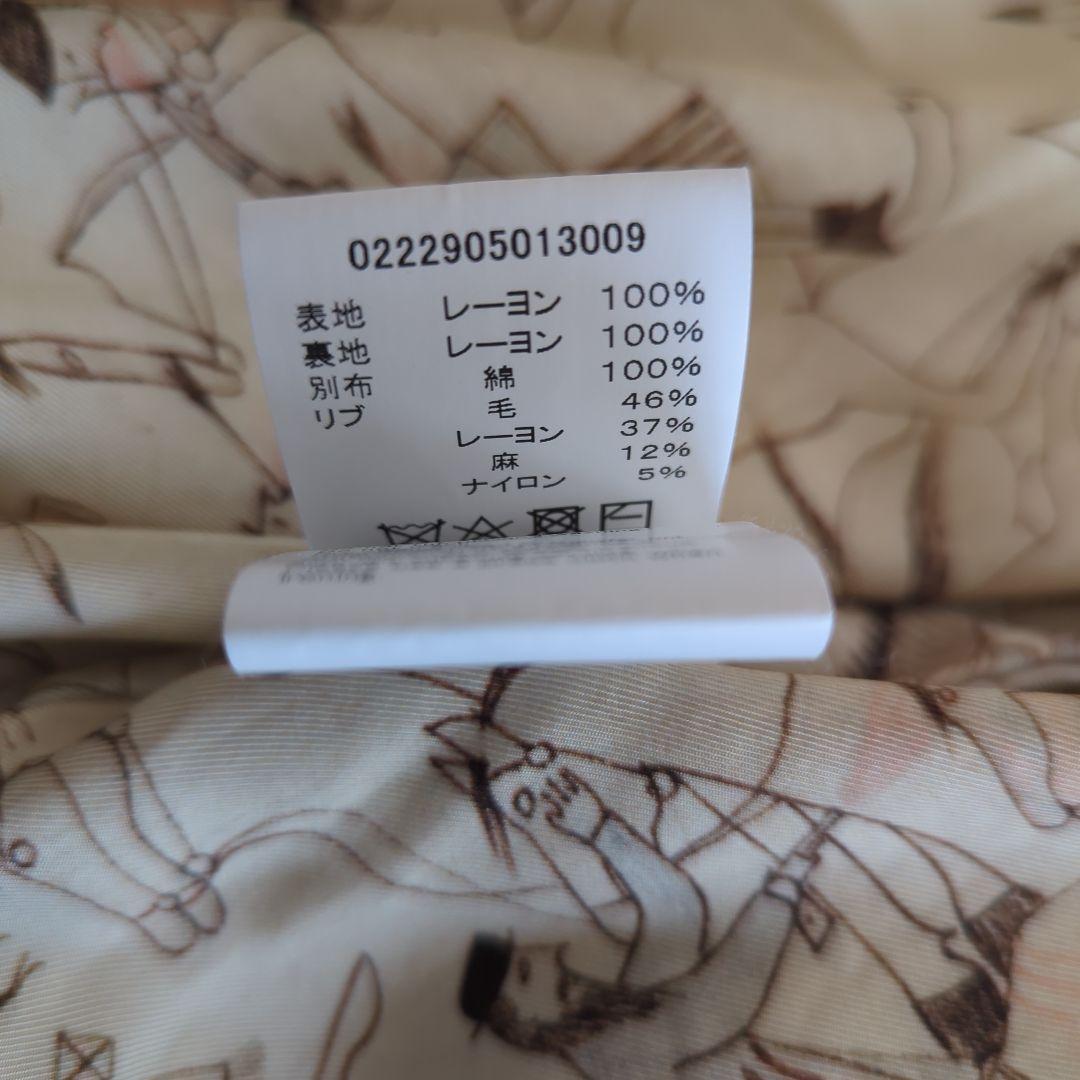 0222905013009
表地 レーヨン 100%
裏地 レーヨン 100%
別布 綿 100%
リブ 毛 46%
レーヨン 37%
麻 12%
ナイロン 5%